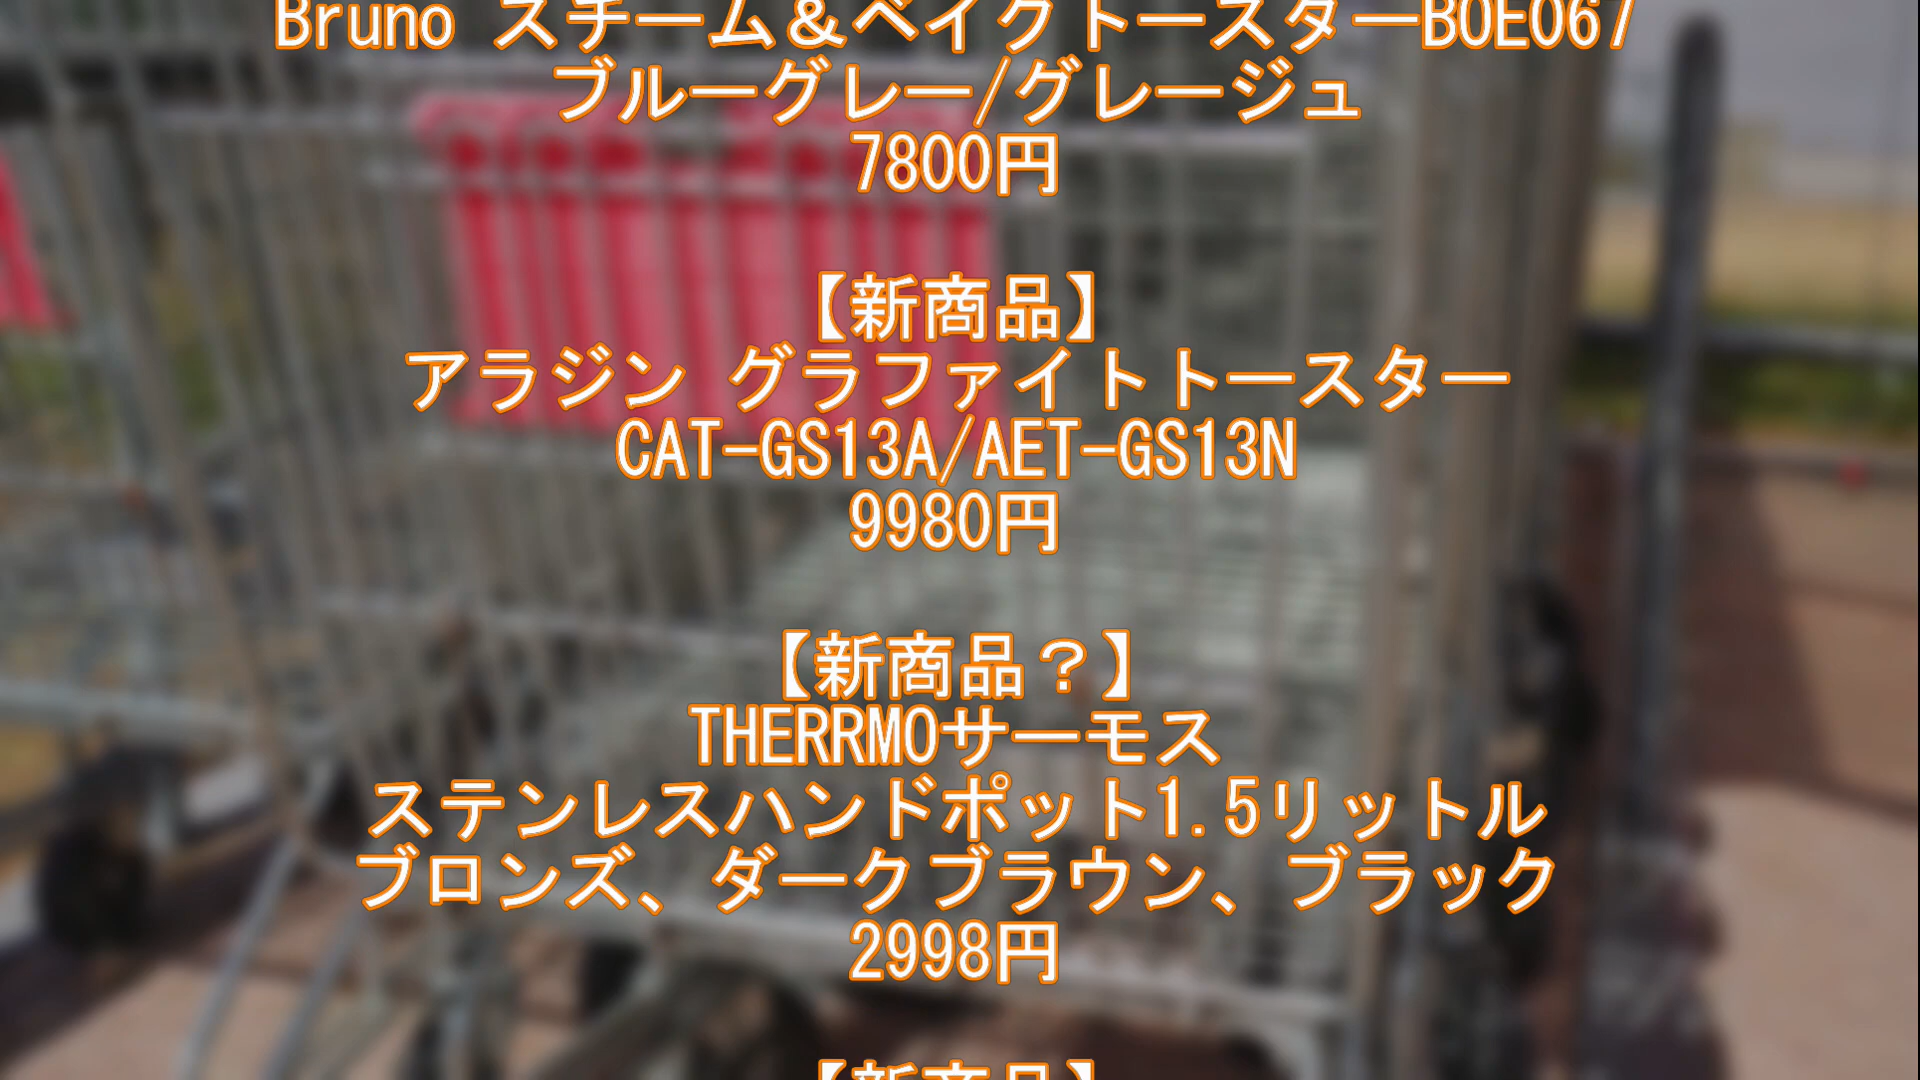 Bruno スチーム＆ベイクトースターBOE067
ブルーグレー/グレージュ
7800円
【新商品】
アラジン グラファイトトースター
CAT-GS13A/AET-GS13N
9980円
【新商品？】
THERRMOサーモス
ステンレスハンドポット1.5リットル
ブロンズ、ダークブラウン、ブラック
2998円
【新商品】